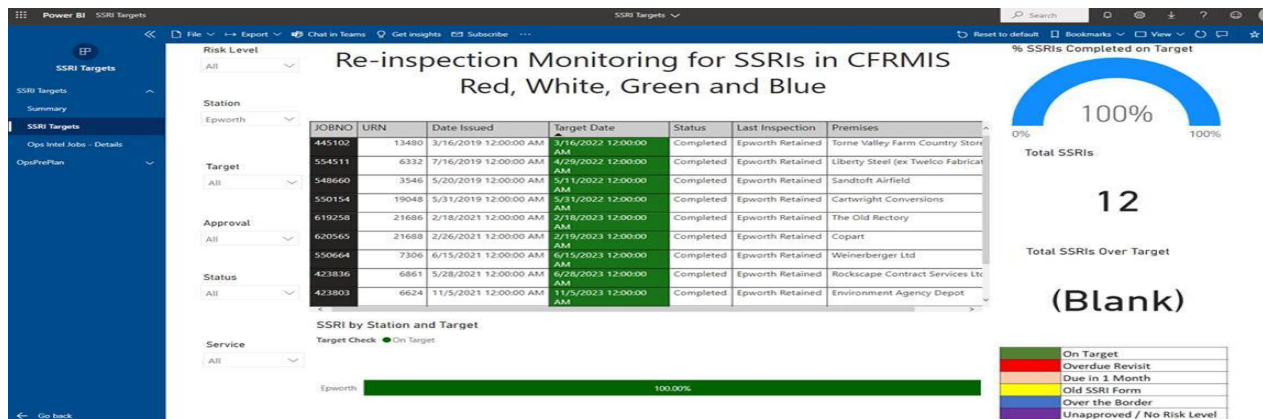 Power BI SSRI Targets
SSRI Targets
Search
File Export Chat in Teams Get insights Subscribe ...
Reset to default Bookmarks View
SSRI Targets
SSRI Targets
Summary
SSRI Targets
Ops Intel Jobs - Details
OpsPrePlan
Go back
Risk Level
All
Station
Epworth
Target
All
Approval
All
Status
All
Service
All
Re-inspection Monitoring for SSRIs in CFRMIS
Red, White, Green and Blue
JOBNO URN Date Issued Target Date Status Last Inspection Premises
445102 13480 3/16/2019 12:00:00 AM 3/16/2022 12:00:00 AM Completed Epworth Retained Torne Valley Farm Country Store
554511 6332 7/16/2019 12:00:00 AM 4/29/2022 12:00:00 AM Completed Epworth Retained Liberty Steel (ex Twelco Fabricat
548660 3546 5/20/2019 12:00:00 AM 5/11/2022 12:00:00 AM Completed Epworth Retained Sandtoft Airfield
550154 19048 5/31/2019 12:00:00 AM 5/31/2022 12:00:00 AM Completed Epworth Retained Cartwright Conversions
619258 21686 2/18/2021 12:00:00 AM 2/18/2023 12:00:00 AM Completed Epworth Retained The Old Rectory
620565 21688 2/26/2021 12:00:00 AM 2/19/2023 12:00:00 AM Completed Epworth Retained Copart
550664 7306 6/15/2021 12:00:00 AM 6/15/2023 12:00:00 AM Completed Epworth Retained Weinerberger Ltd
423836 6861 5/28/2021 12:00:00 AM 6/28/2023 12:00:00 AM Completed Epworth Retained Rockscape Contract Services Ltd
423803 6624 11/5/2021 12:00:00 AM 11/5/2023 12:00:00 AM Completed Epworth Retained Environment Agency Depot
SSRI by Station and Target
Target Check On Target
Epworth 100.00%
% SSRIs Completed on Target
100%
0% 100%
Total SSRIs
12
Total SSRIs Over Target
(Blank)
On Target
Overdue Revisit
Due in 1 Month
Old SSRI Form
Over the Border
Unapproved / No Risk Level